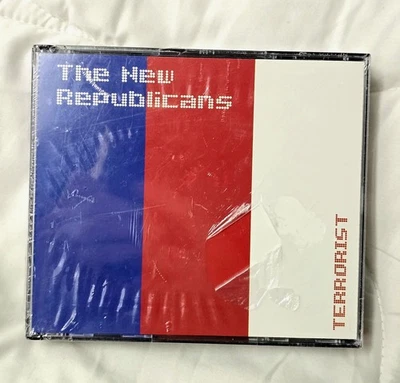 The New
Republicans
TERRORIST